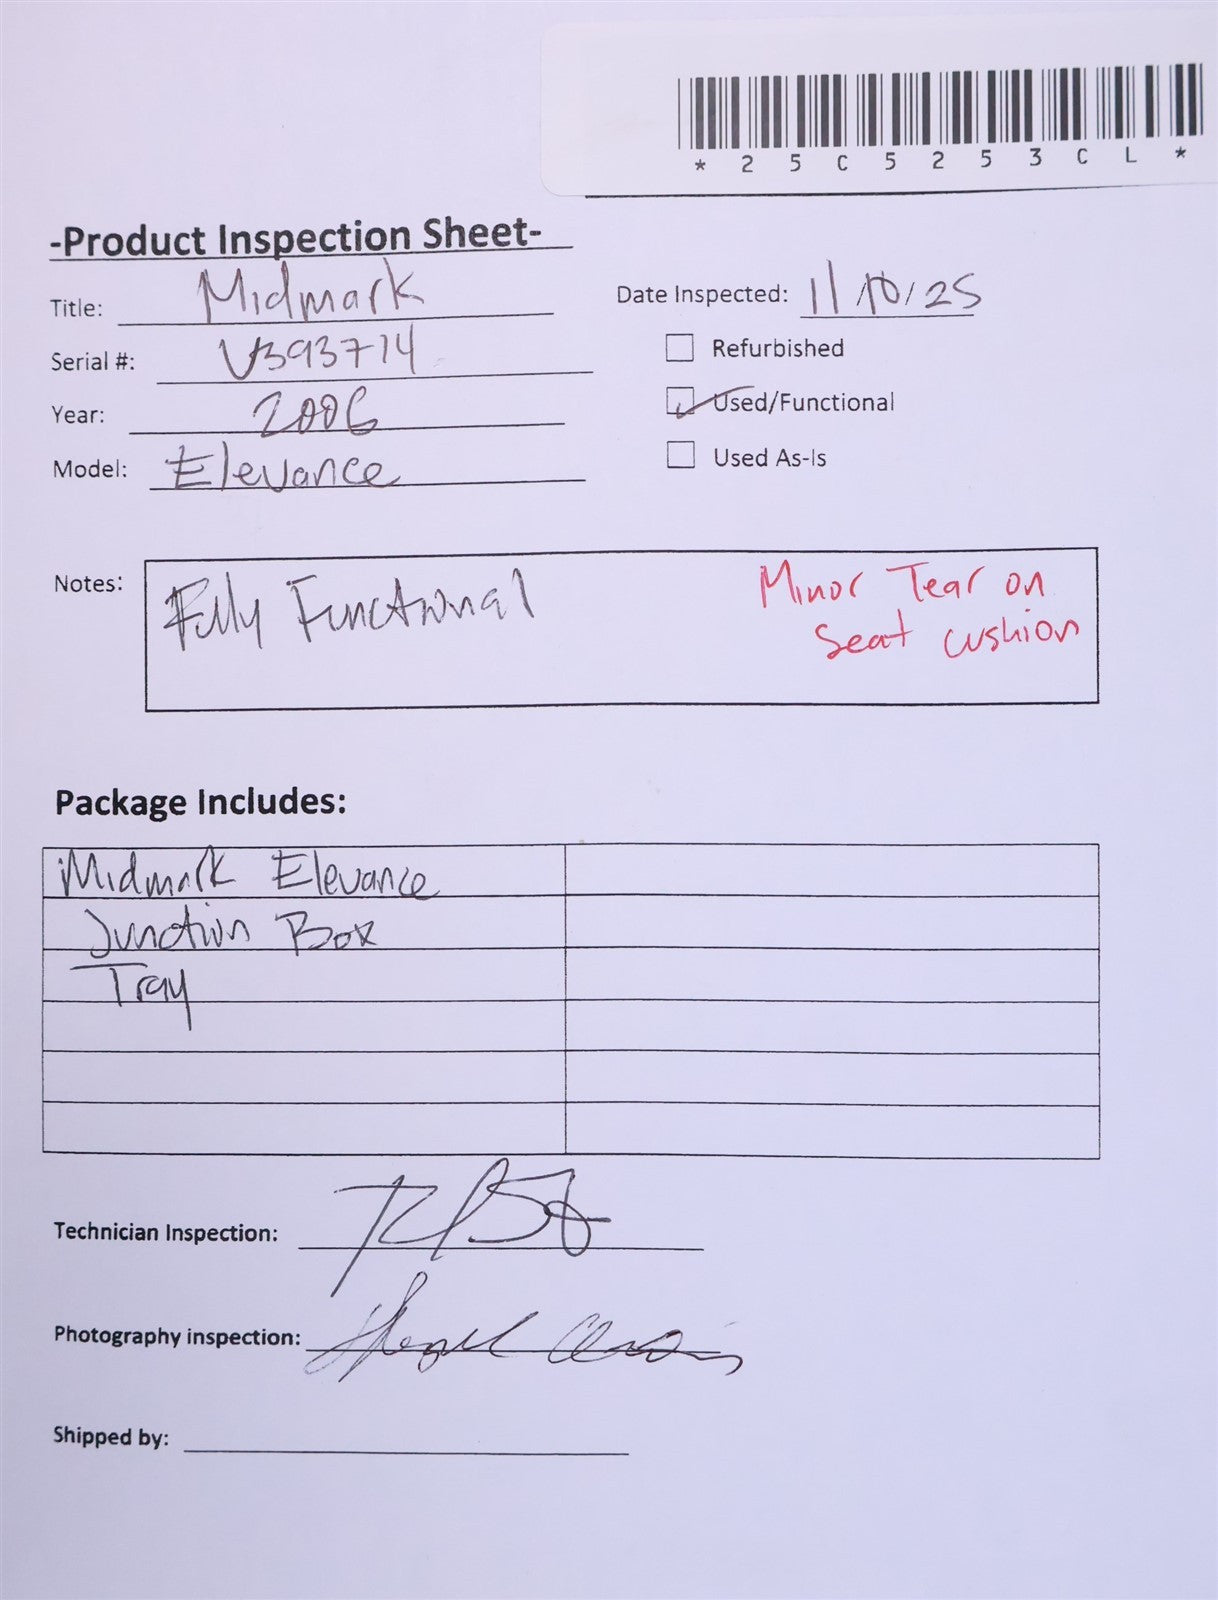 *25C5253CL*
-Product Inspection Sheet-
Title: Midmark
Date Inspected: 11/10/25
Serial #: V393714
Refurbished
Year: 2006
Used/Functional
Model: Elevance
Used As-Is
Notes: Fully Functional
Minor Tear on
seat cushion
Package Includes:
Midmark Elevance
Junction Box
Tray
Technician Inspection:
Photography inspection:
Shipped by: